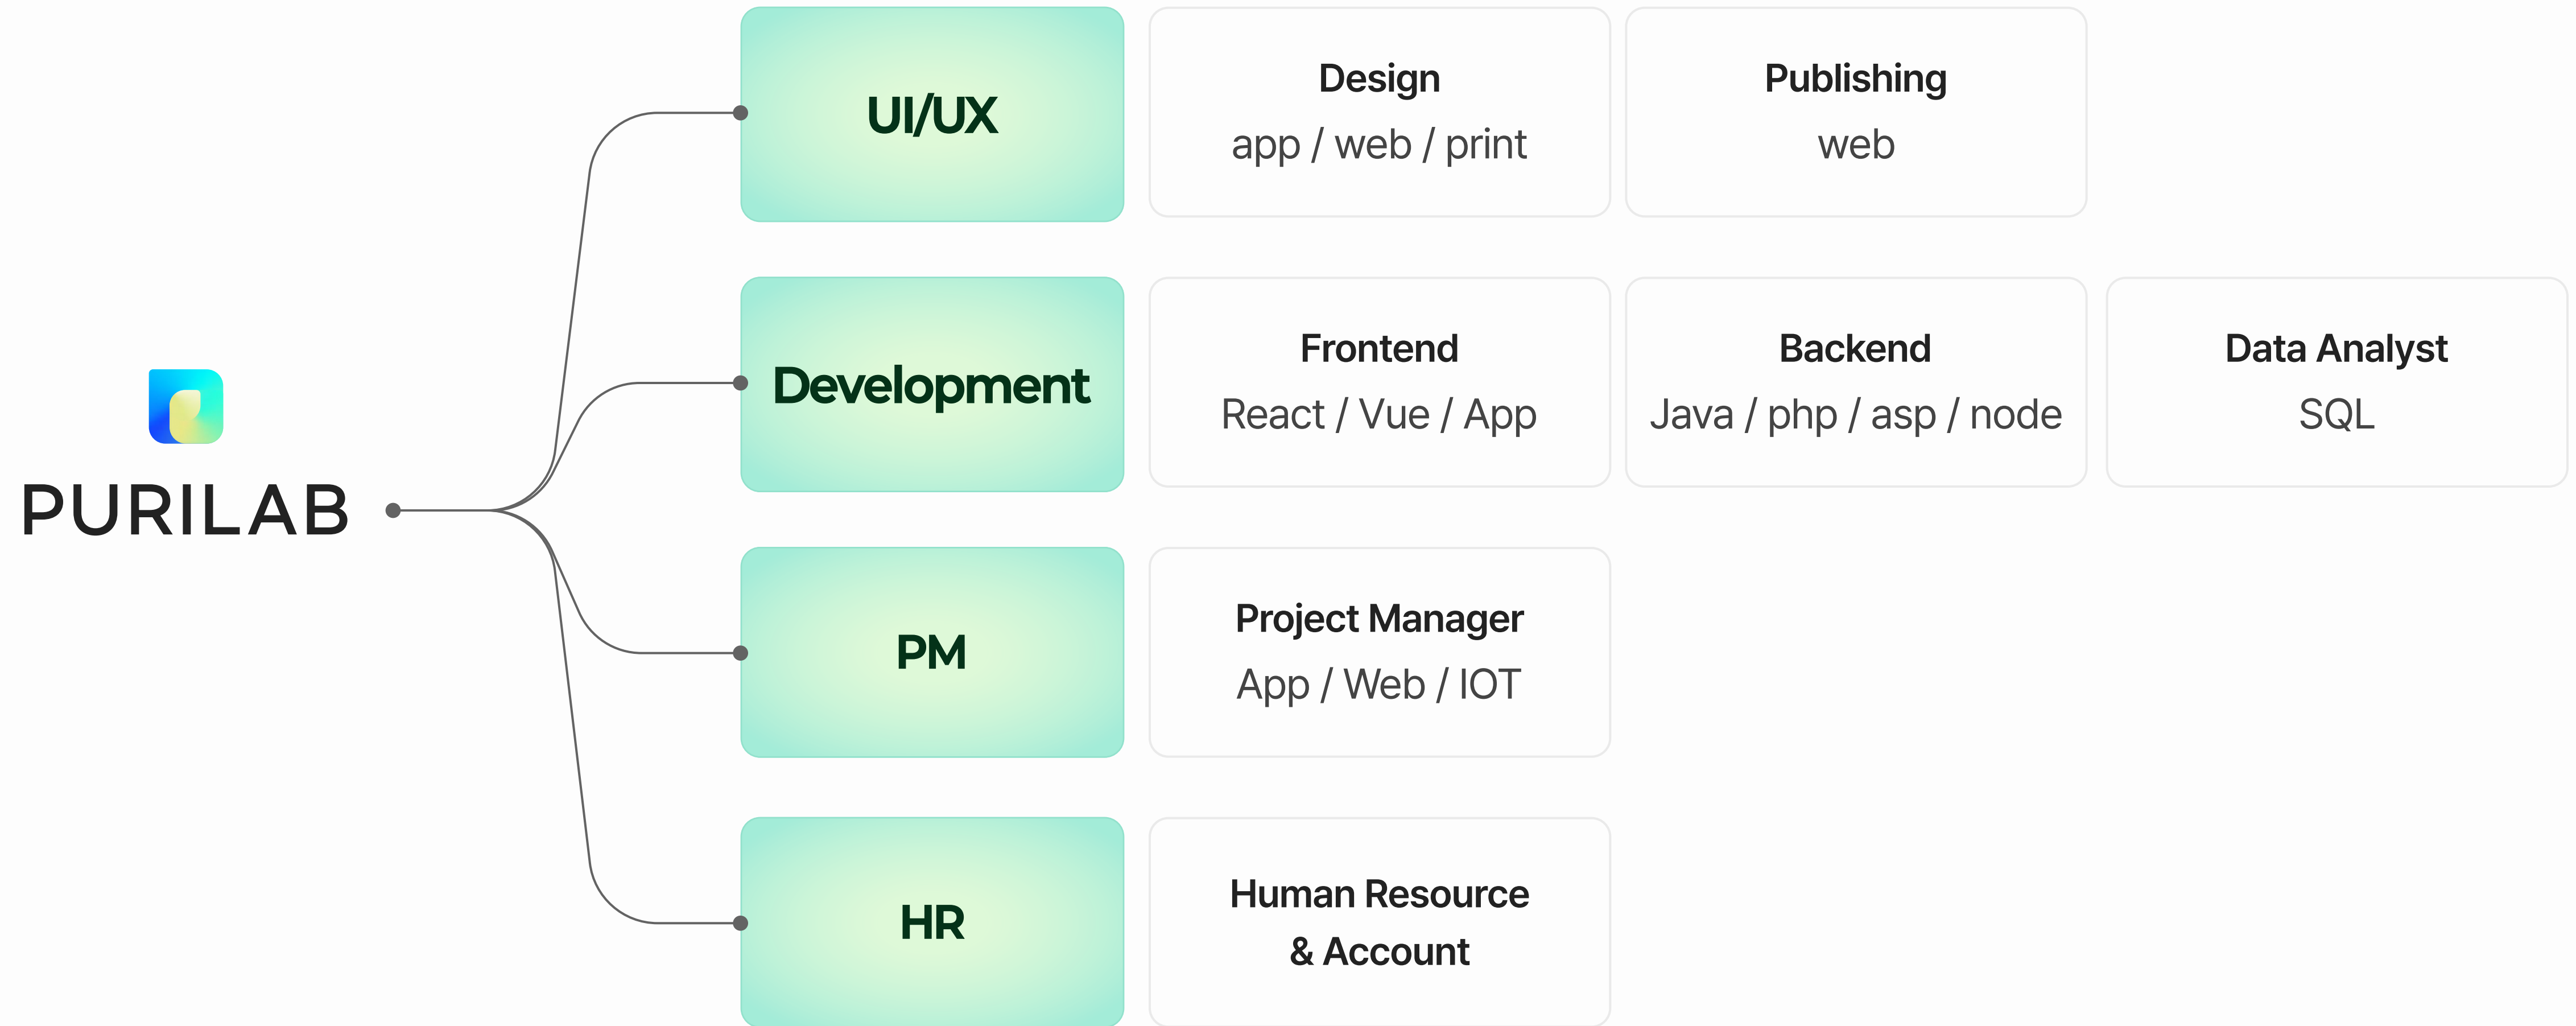 PURILAB
UI/UX
Design
app / web / print
Publishing
web
Development
Frontend
React / Vue / App
Backend
Java / php / asp / node
Data Analyst
SQL
PM
Project Manager
App / Web / IOT
HR
Human Resource
& Account